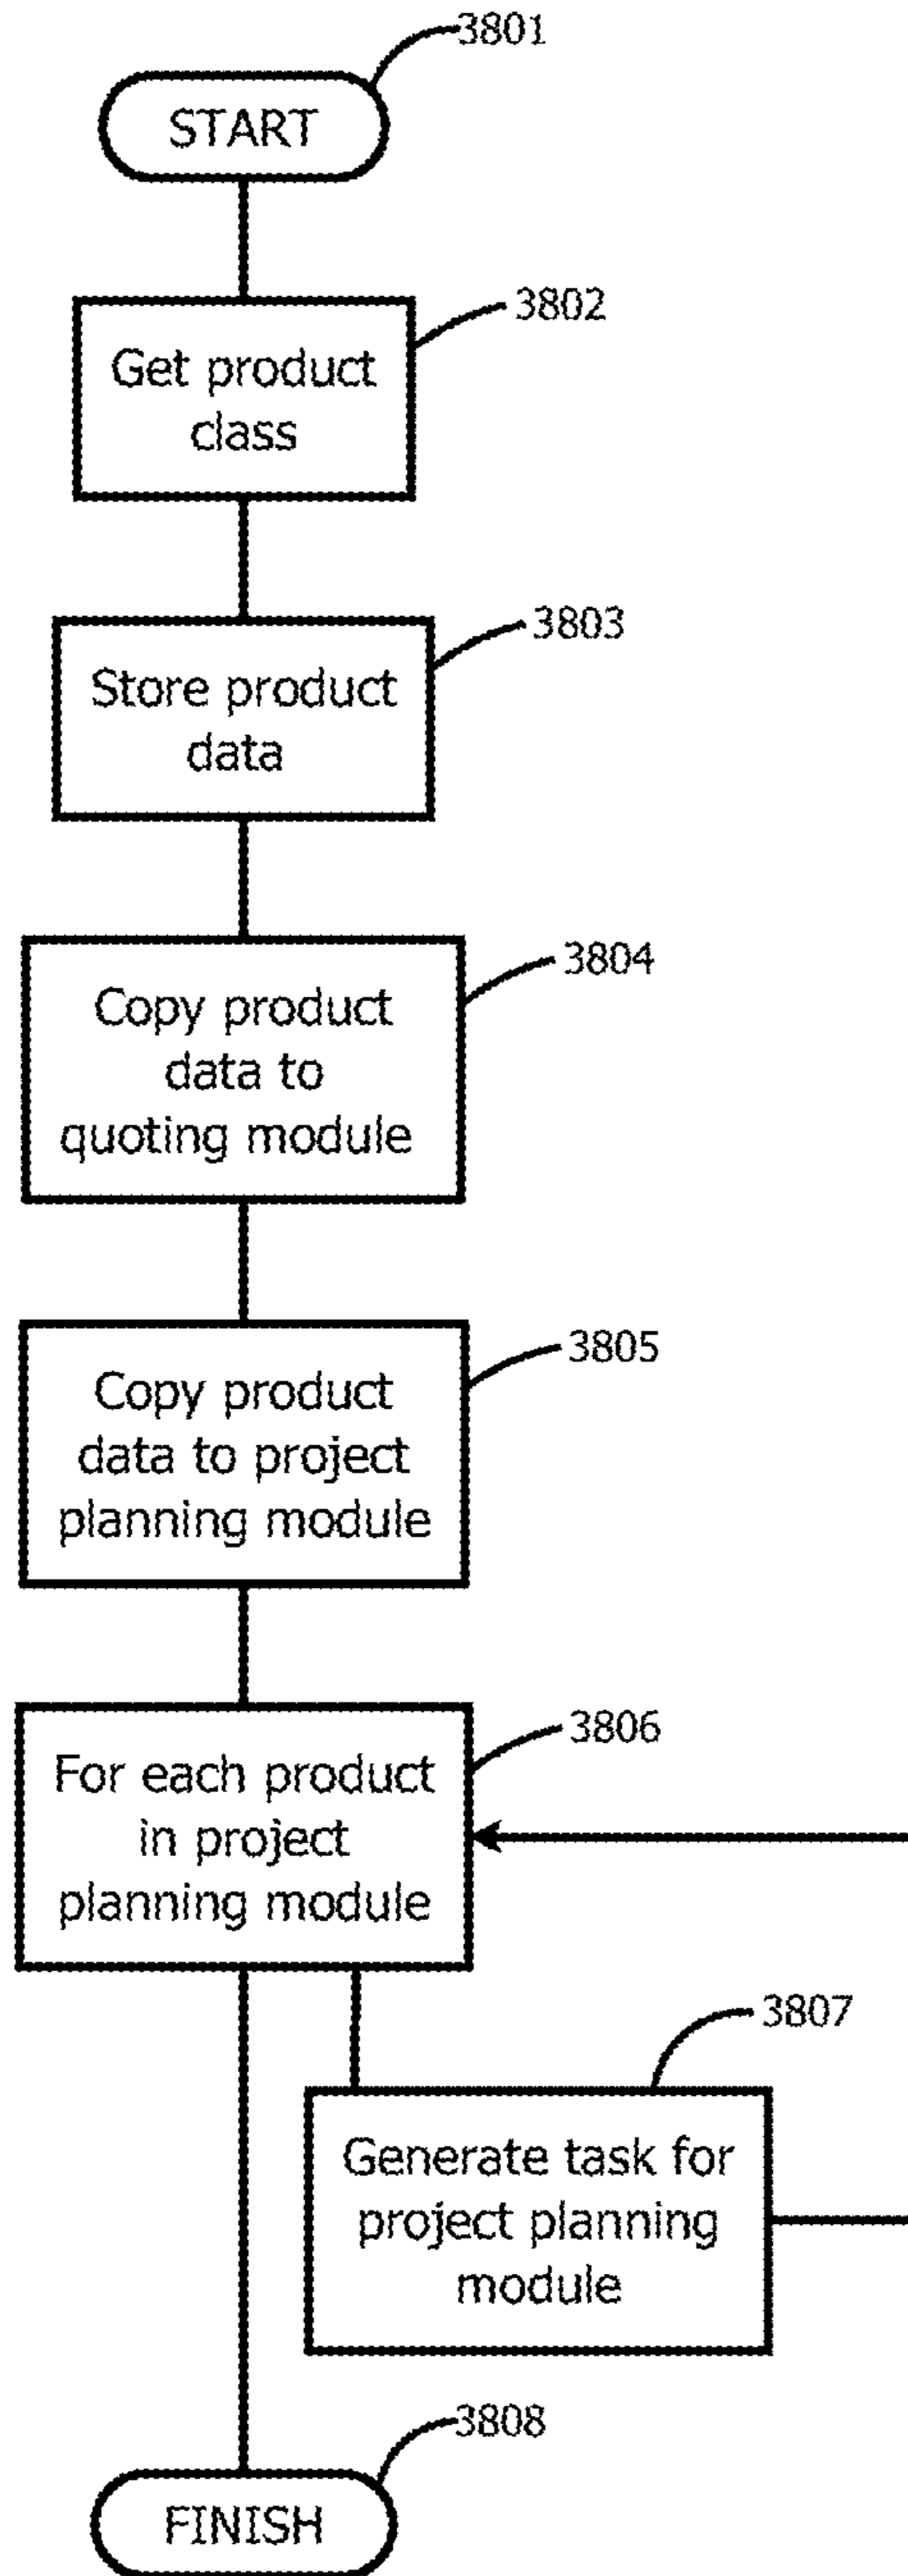 3801
START
3802
Get product
class
3803
Store product
data
3804
Copy product
data to
quoting module
3805
Copy product
data to project
planning module
3806
For each product
in project
planning module
3807
Generate task for
project planning
module
3808
FINISH